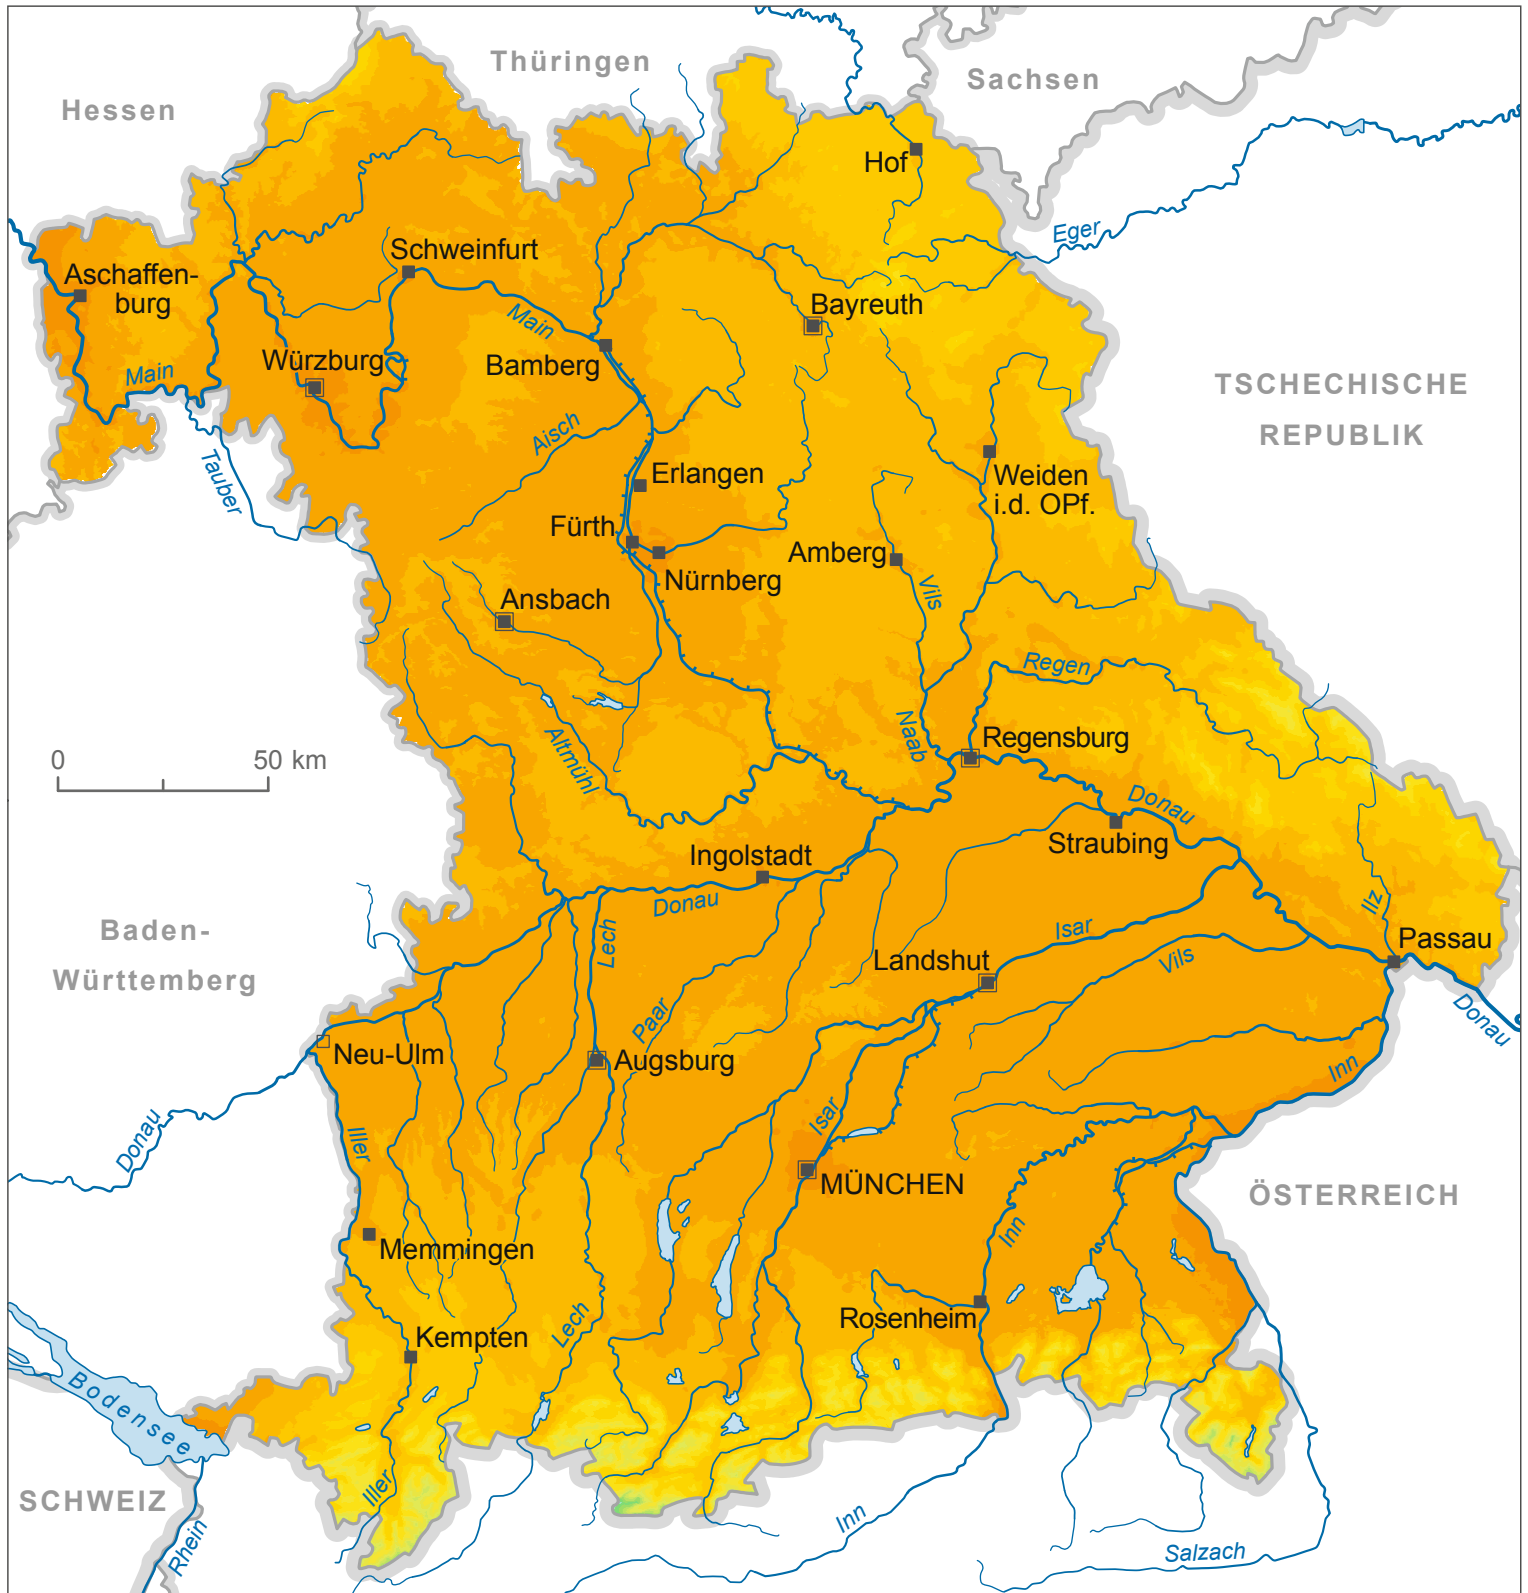 Thüringen
Sachsen
Hessen
Hof
Eger
Schweinfurt
Aschaffen-
burg
Bayreuth
Main
Würzburg
Bamberg
Main
TSCHECHISCHE
REPUBLIK
Aisch
Tauber
Erlangen
Weiden
i.d. OPf.
Fürth
Amberg
Nürnberg
Vils
Ansbach
Regen
Naab
Regensburg
Altmühl
0
50 km
Donau
Straubing
Ingolstadt
Donau
Ilz
Baden-
Württemberg
Lech
Isar
Passau
Landshut
Vils
Paar
Donau
Neu-Ulm
Augsburg
Inn
Isar
Donau
Iller
MÜNCHEN
ÖSTERREICH
Inn
Memmingen
Rosenheim
Lech
Kempten
Bodensee
Iller
SCHWEIZ
Inn
Rhein
Salzach